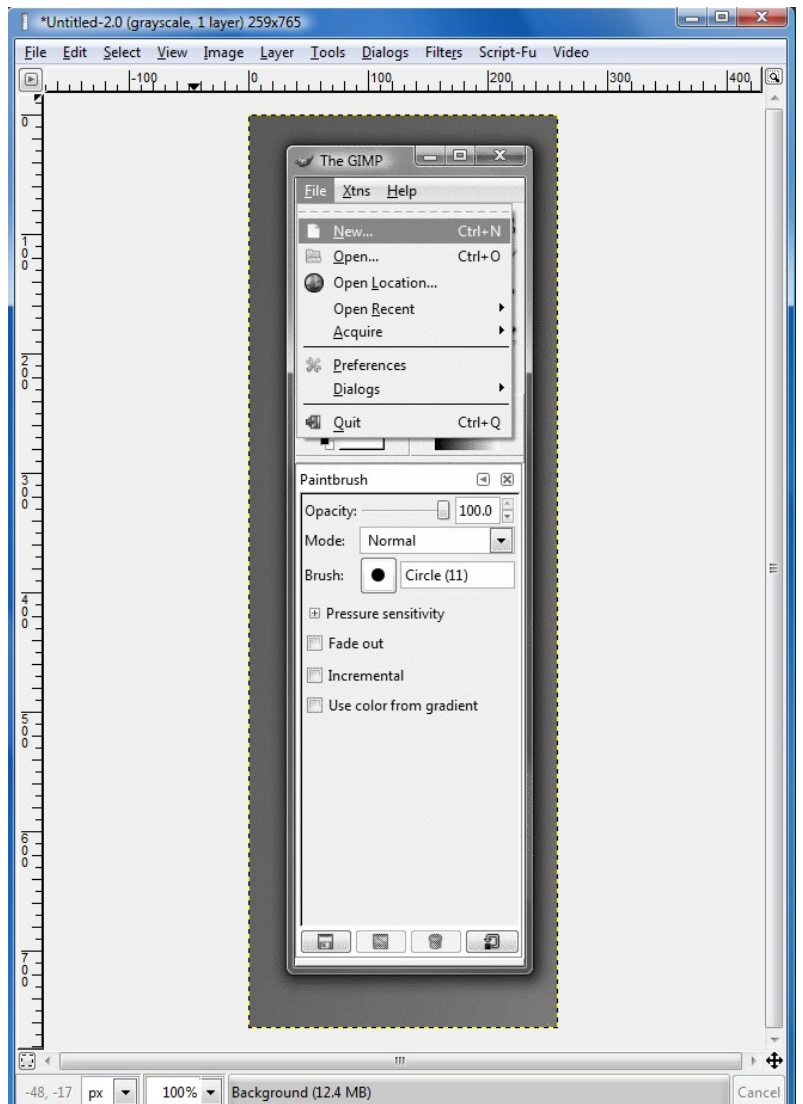 *Untitled-2.0 (grayscale, 1 layer) 259x765
File Edit Select View Image Layer Tools Dialogs Filters Script-Fu Video
-100 0 100 200 300 400
0
100
200
300
400
500
600
700
The GIMP
File Xtns Help
New... Ctrl+N
Open... Ctrl+O
Open Location...
Open Recent
Acquire
Preferences
Dialogs
Quit Ctrl+Q
Paintbrush
Opacity: 100.0
Mode: Normal
Brush: Circle (11)
Pressure sensitivity
Fade out
Incremental
Use color from gradient
-48, -17 px 100% Background (12.4 MB) Cancel